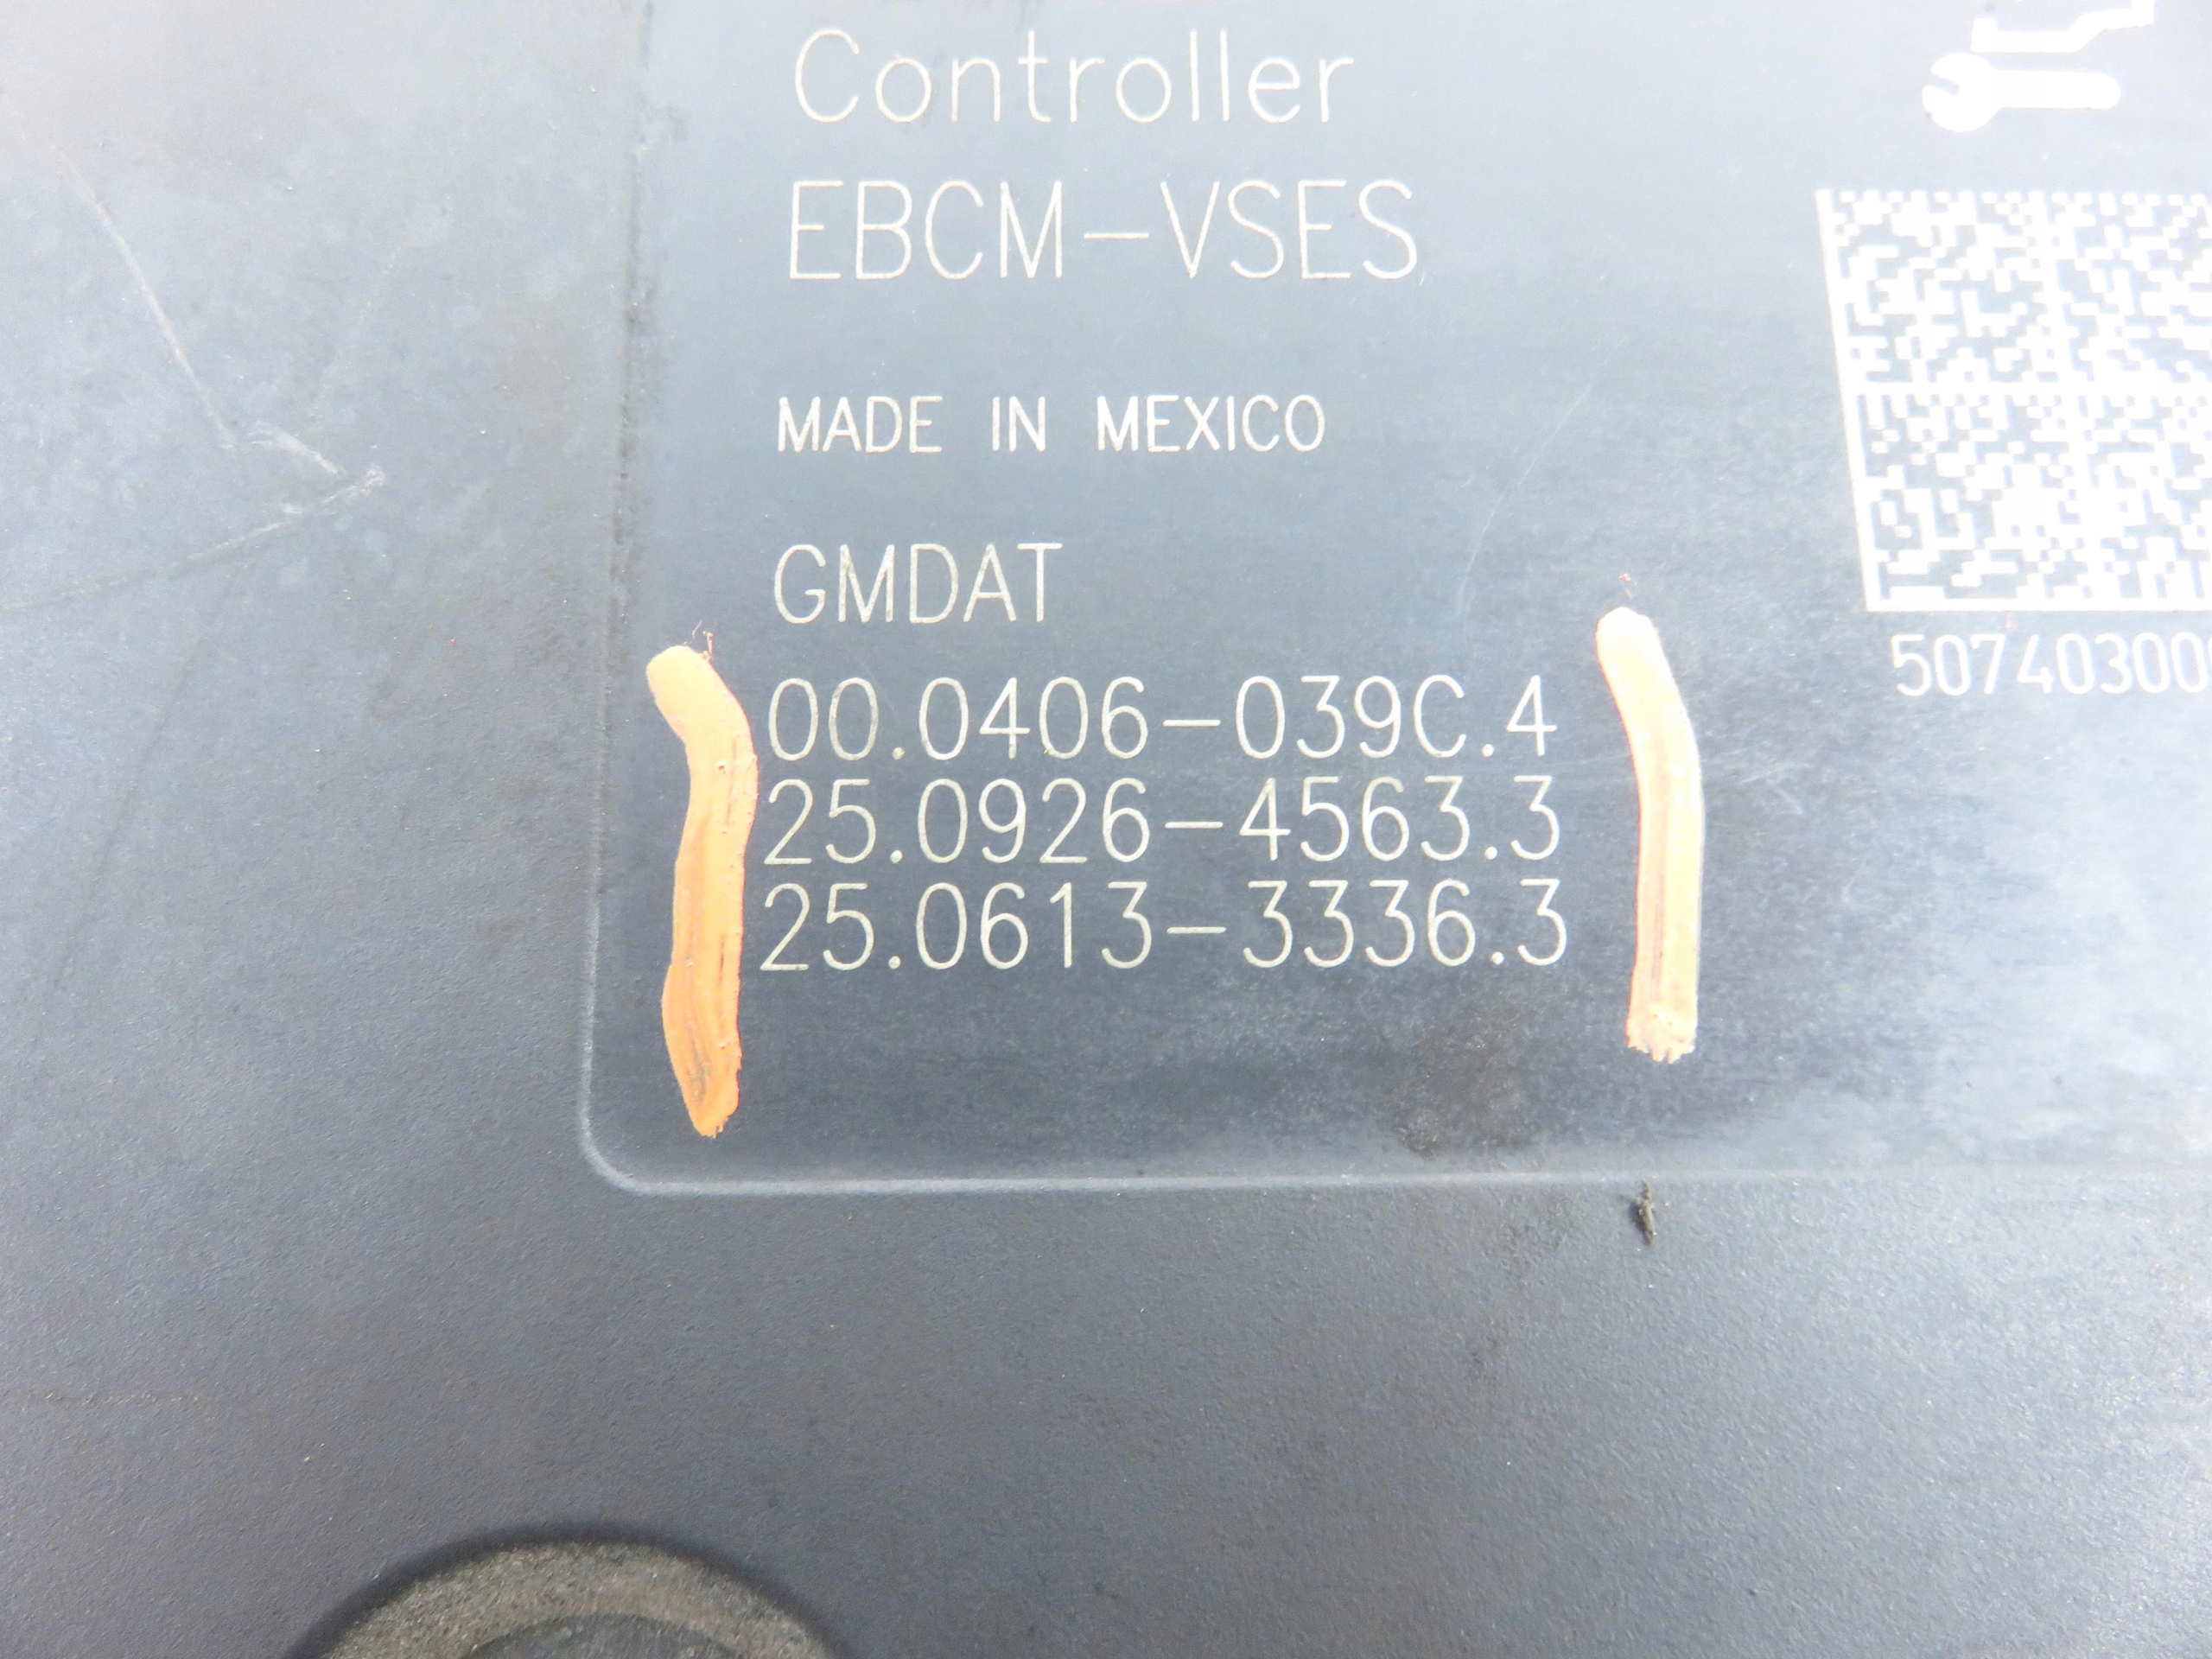 Controller
EBCM-VSES
MADE IN MEXICO
GMDAT
00.0406-039C.4
25.0926-4563.3
25.0613-3336.3
507403000